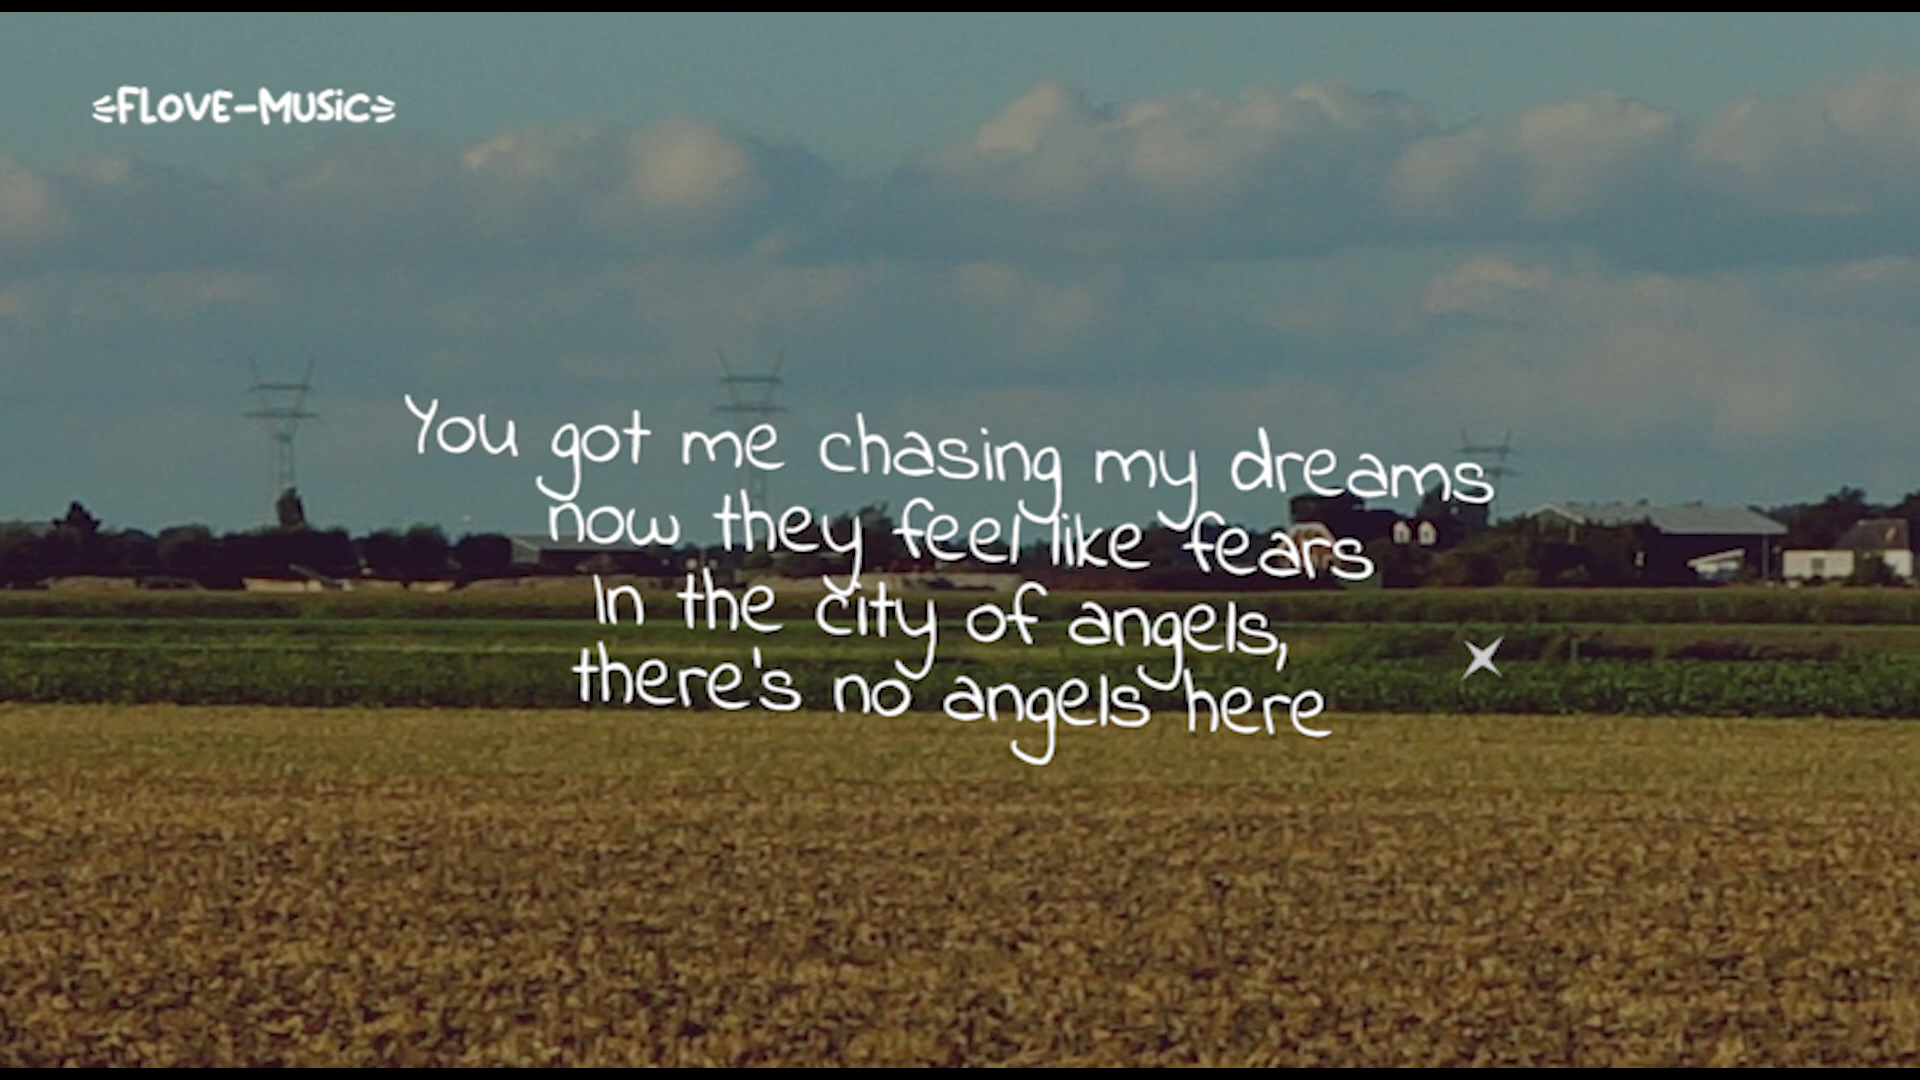 FLOVE-MUSiC
You got me chasing my dreams
now they feel like fears
In the city of angels,
there's no angels here